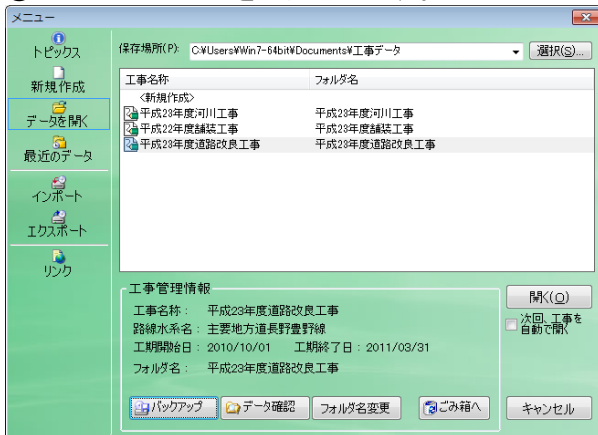 メニュー
トピックス
新規作成
データを開く
最近のデータ
インポート
エクスポート
リンク
保存場所(P): C:¥Users¥Win7-64bit¥Documents¥工事データ 選択(S)...
工事名称 フォルダ名
〈新規作成〉
平成23年度河川工事 平成23年度河川工事
平成22年度舗装工事 平成23年度舗装工事
平成23年度道路改良工事 平成23年度道路改良工事
工事管理情報
工事名称: 平成23年度道路改良工事
路線水系名: 主要地方道長野豊野線
工期開始日: 2010/10/01 工期終了日: 2011/03/31
フォルダ名: 平成23年度道路改良工事
バックアップ データ確認 フォルダ名変更 ごみ箱へ
開く(O)
次回、工事を
自動で開く
キャンセル